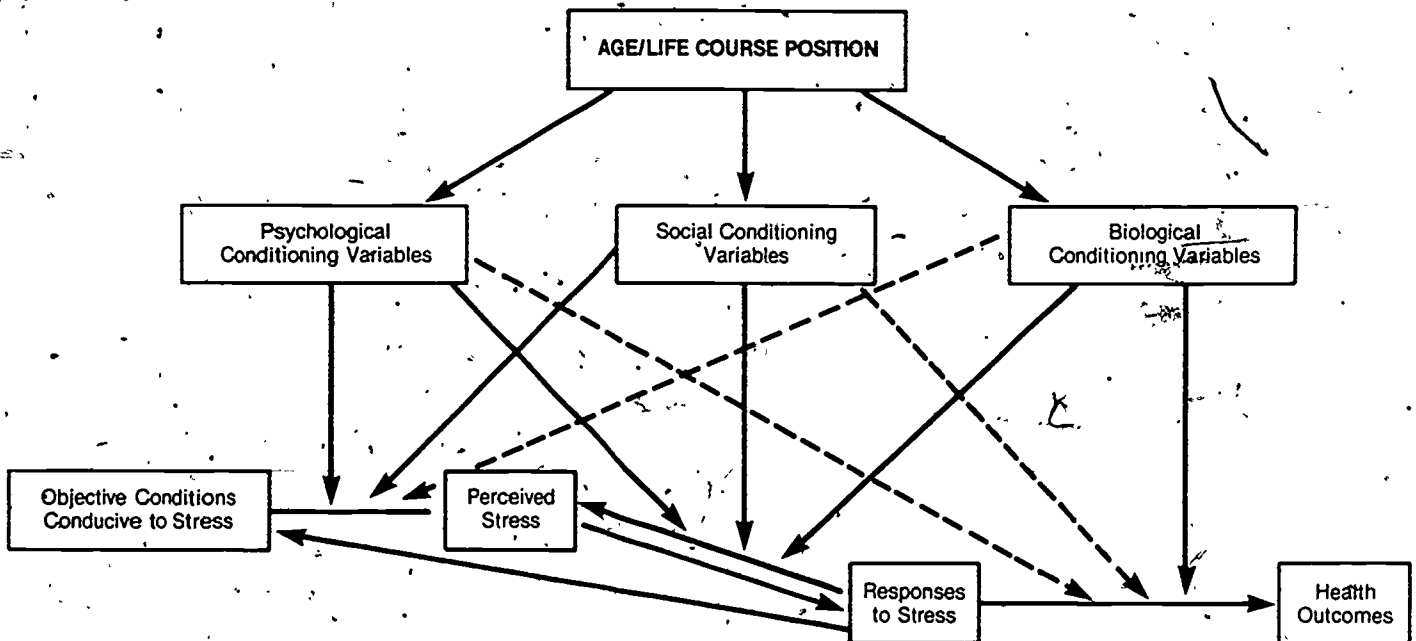 AGE/LIFE COURSE POSITION
Psychological
Conditioning Variables
Social Conditioning
Variables
Biological
Conditioning Variables
Objective Conditions
Conducive to Stress
Perceived
Stress
Responses
to Stress
Health
Outcomes